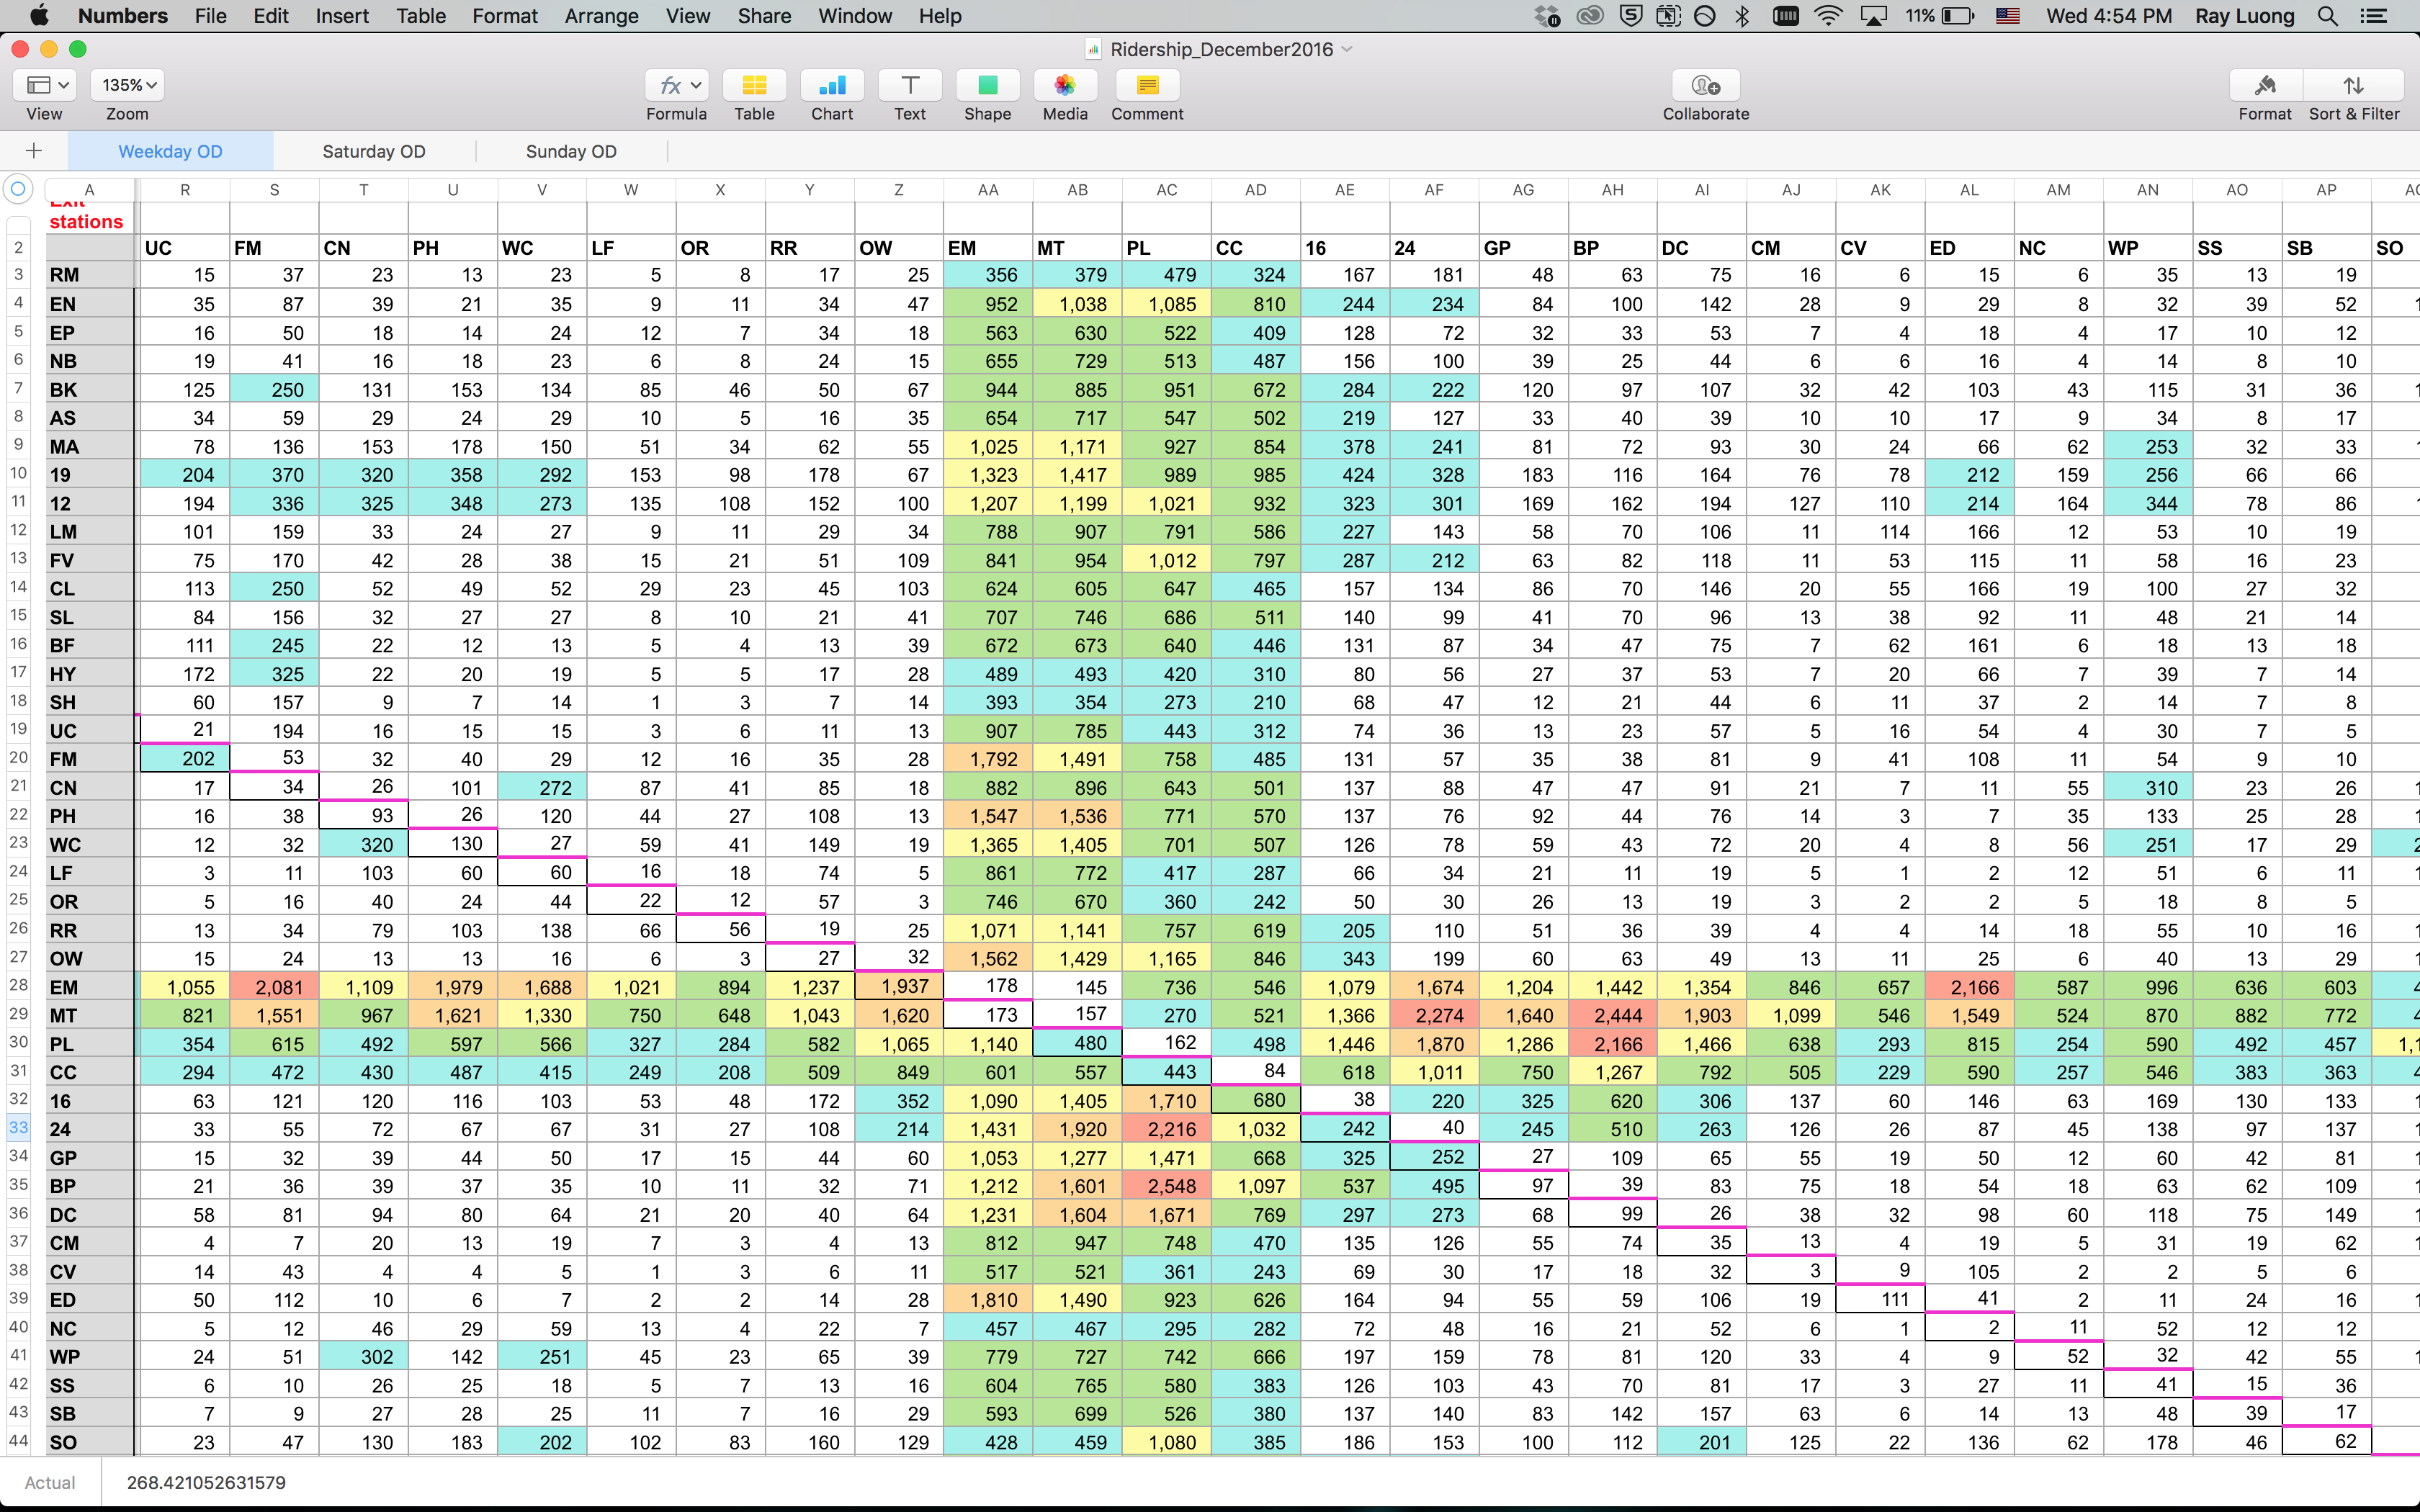 Numbers File Edit Insert Table Format Arrange View Share Window Help 11% Wed 4:54 PM Ray Luong
Ridership_December2016
135%
View Zoom Formula Table Chart Text Shape Media Comment Collaborate Format Sort & Filter
Weekday OD Saturday OD Sunday OD
A R S T U V W X Y Z AA AB AC AD AE AF AG AH AI AJ AK AL AM AN AO AP
Exit
stations
2 UC FM CN PH WC LF OR RR OW EM MT PL CC 16 24 GP BP DC CM CV ED NC WP SS SB SO
3 RM 15 37 23 13 23 5 8 17 25 356 379 479 324 167 181 48 63 75 16 6 15 6 35 13 19
4 EN 35 87 39 21 35 9 11 34 47 952 1,038 1,085 810 244 234 84 100 142 28 9 29 8 32 39 52
5 EP 16 50 18 14 24 12 7 34 18 563 630 522 409 128 72 32 33 53 7 4 18 4 17 10 12
6 NB 19 41 16 18 23 6 8 24 15 655 729 513 487 156 100 39 25 44 6 6 16 4 14 8 10
7 BK 125 250 131 153 134 85 46 50 67 944 885 951 672 284 222 120 97 107 32 42 103 43 115 31 36
8 AS 34 59 29 24 29 10 5 16 35 654 717 547 502 219 127 33 40 39 10 10 17 9 34 8 17
9 MA 78 136 153 178 150 51 34 62 55 1,025 1,171 927 854 378 241 81 72 93 30 24 66 62 253 32 33
10 19 204 370 320 358 292 153 98 178 67 1,323 1,417 989 985 424 328 183 116 164 76 78 212 159 256 66 66
11 12 194 336 325 348 273 135 108 152 100 1,207 1,199 1,021 932 323 301 169 162 194 127 110 214 164 344 78 86
12 LM 101 159 33 24 27 9 11 29 34 788 907 791 586 227 143 58 70 106 11 114 166 12 53 10 19
13 FV 75 170 42 28 38 15 21 51 109 841 954 1,012 797 287 212 63 82 118 11 53 115 11 58 16 23
14 CL 113 250 52 49 52 29 23 45 103 624 605 647 465 157 134 86 70 146 20 55 166 19 100 27 32
15 SL 84 156 32 27 27 8 10 21 41 707 746 686 511 140 99 41 70 96 13 38 92 11 48 21 14
16 BF 111 245 22 12 13 5 4 13 39 672 673 640 446 131 87 34 47 75 7 62 161 6 18 13 18
17 HY 172 325 22 20 19 5 5 17 28 489 493 420 310 80 56 27 37 53 7 20 66 7 39 7 14
18 SH 60 157 9 7 14 1 3 7 14 393 354 273 210 68 47 12 21 44 6 11 37 2 14 7 8
19 UC 21 194 16 15 15 3 6 11 13 907 785 443 312 74 36 13 23 57 5 16 54 4 30 7 5
20 FM 202 53 32 40 29 12 16 35 28 1,792 1,491 758 485 131 57 35 38 81 9 41 108 11 54 9 10
21 CN 17 34 26 101 272 87 41 85 18 882 896 643 501 137 88 47 47 91 21 7 11 55 310 23 26
22 PH 16 38 93 26 120 44 27 108 13 1,547 1,536 771 570 137 76 92 44 76 14 3 7 35 133 25 28
23 WC 12 32 320 130 27 59 41 149 19 1,365 1,405 701 507 126 78 59 43 72 20 4 8 56 251 17 29
24 LF 3 11 103 60 60 16 18 74 5 861 772 417 287 66 34 21 11 19 5 1 2 12 51 6 11
25 OR 5 16 40 24 44 22 12 57 3 746 670 360 242 50 30 26 13 19 3 2 2 5 18 8 5
26 RR 13 34 79 103 138 66 56 19 25 1,071 1,141 757 619 205 110 51 36 39 4 4 14 18 55 10 16
27 OW 15 24 13 13 16 6 3 27 32 1,562 1,429 1,165 846 343 199 60 63 49 13 11 25 6 40 13 29
28 EM 1,055 2,081 1,109 1,979 1,688 1,021 894 1,237 1,937 178 145 736 546 1,079 1,674 1,204 1,442 1,354 846 657 2,166 587 996 636 603
29 MT 821 1,551 967 1,621 1,330 750 648 1,043 1,620 173 157 270 521 1,366 2,274 1,640 2,444 1,903 1,099 546 1,549 524 870 882 772
30 PL 354 615 492 597 566 327 284 582 1,065 1,140 480 162 498 1,446 1,870 1,286 2,166 1,466 638 293 815 254 590 492 457
31 CC 294 472 430 487 415 249 208 509 849 601 557 443 84 618 1,011 750 1,267 792 505 229 590 257 546 383 363
32 16 63 121 120 116 103 53 48 172 352 1,090 1,405 1,710 680 38 220 325 620 306 137 60 146 63 169 130 133
33 24 33 55 72 67 67 31 27 108 214 1,431 1,920 2,216 1,032 242 40 245 510 263 126 26 87 45 138 97 137
34 GP 15 32 39 44 50 17 15 44 60 1,053 1,277 1,471 668 325 252 27 109 65 55 19 50 12 60 42 81
35 BP 21 36 39 37 35 10 11 32 71 1,212 1,601 2,548 1,097 537 495 97 39 83 75 18 54 18 63 62 109
36 DC 58 81 94 80 64 21 20 40 64 1,231 1,604 1,671 769 297 273 68 99 26 38 32 98 60 118 75 149
37 CM 4 7 20 13 19 7 3 4 13 812 947 748 470 135 126 55 74 35 13 4 19 5 31 19 62
38 CV 14 43 4 4 5 1 3 6 11 517 521 361 243 69 30 17 18 32 3 9 105 2 2 5 6
39 ED 50 112 10 6 7 2 2 14 28 1,810 1,490 923 626 164 94 55 59 106 19 111 41 2 11 24 16
40 NC 5 12 46 29 59 13 4 22 7 457 467 295 282 72 48 16 21 52 6 1 2 11 52 12 12
41 WP 24 51 302 142 251 45 23 65 39 779 727 742 666 197 159 78 81 120 33 4 9 52 32 42 55
42 SS 6 10 26 25 18 5 7 13 16 604 765 580 383 126 103 43 70 81 17 3 27 11 41 15 36
43 SB 7 9 27 28 25 11 7 16 29 593 699 526 380 137 140 83 142 157 63 6 14 13 48 39 17
44 SO 23 47 130 183 202 102 83 160 129 428 459 1,080 385 186 153 100 112 201 125 22 136 62 178 46 62
Actual 268.421052631579